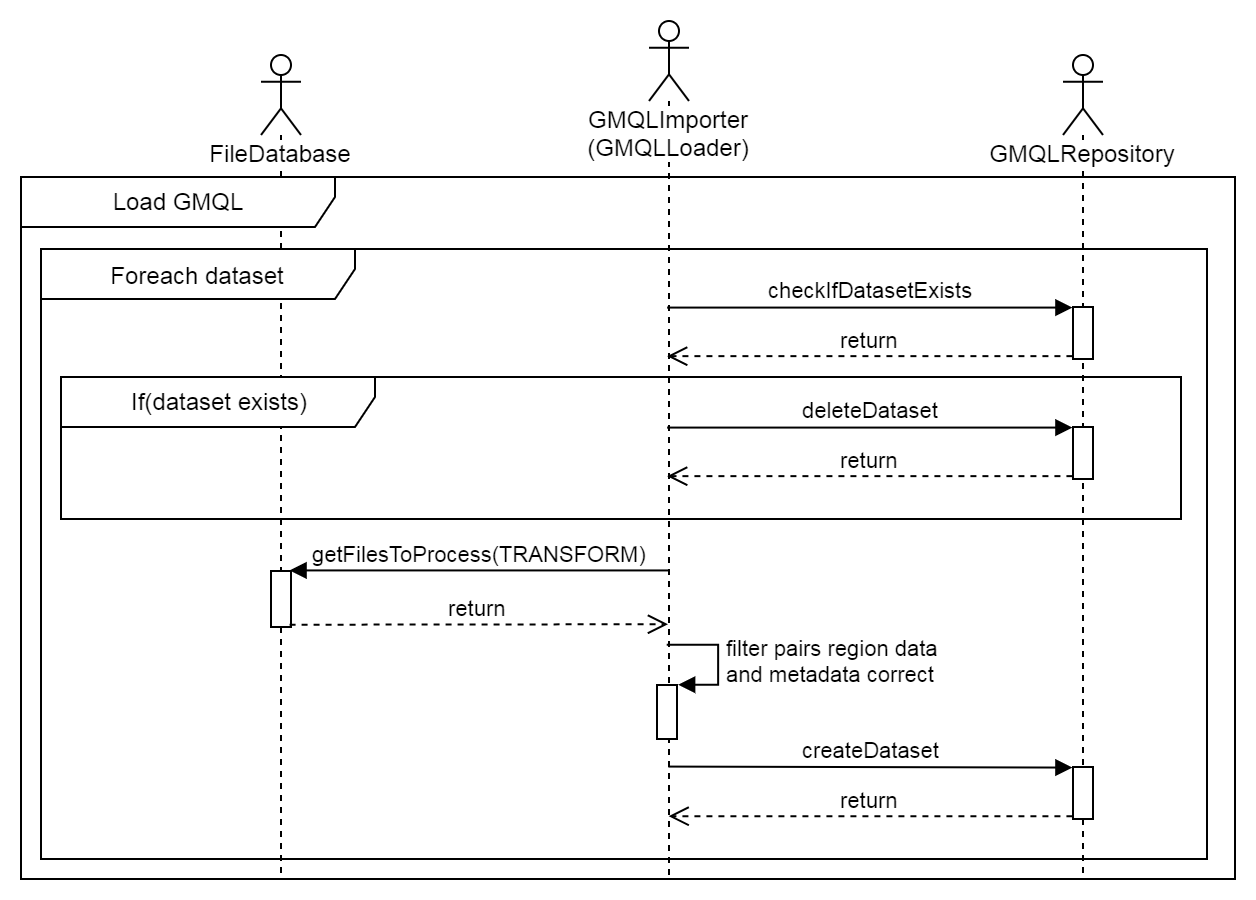 FileDatabase
GMQLImporter
(GMQLLoader)
GMQLRepository
Load GMQL
Foreach dataset
checkIfDatasetExists
return
If(dataset exists)
deleteDataset
return
getFilesToProcess(TRANSFORM)
return
filter pairs region data
and metadata correct
createDataset
return